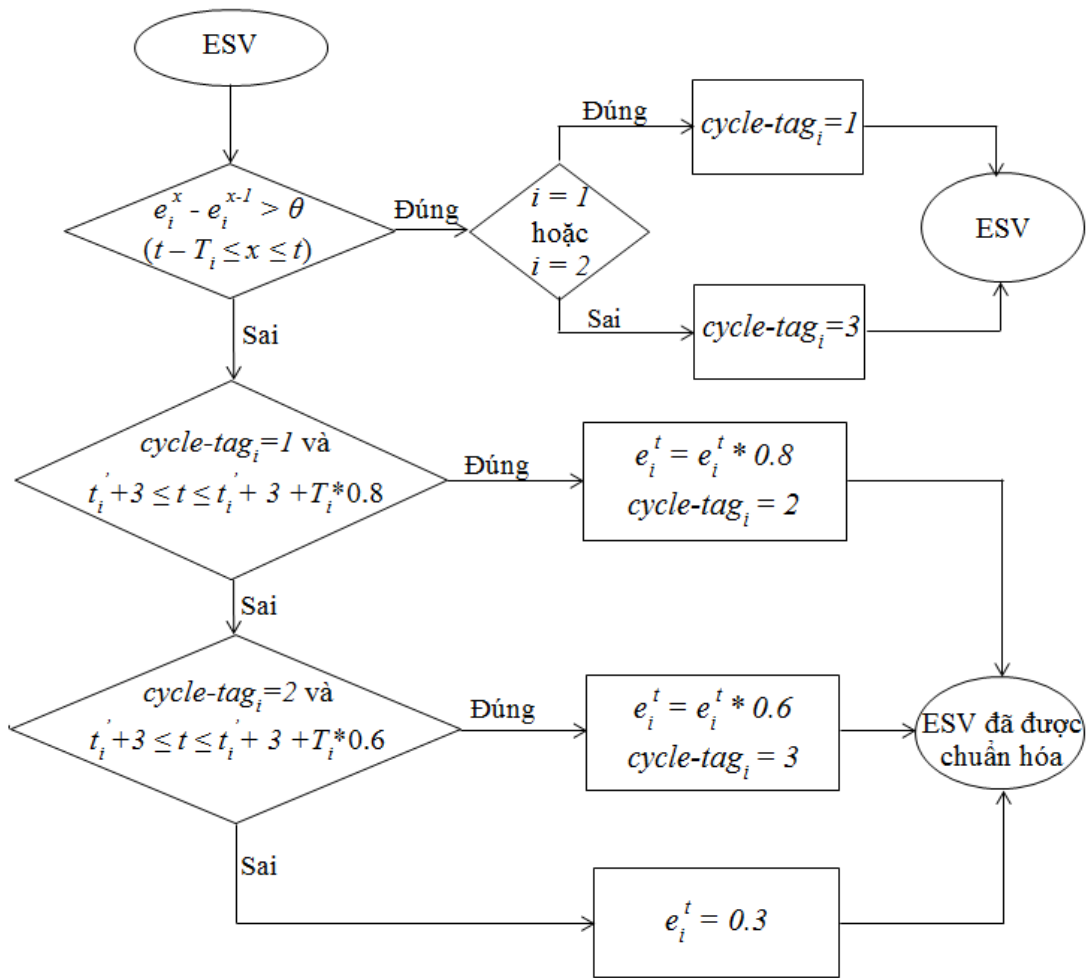 ESV
e_i^x - e_i^{x-1} > θ
(t – T_i ≤ x ≤ t)
Đúng
i = 1
hoặc
i = 2
Đúng
cycle-tag_i=1
ESV
Sai
cycle-tag_i=3
Sai
cycle-tag_i=1 và
t_i^'+3 ≤ t ≤ t_i^'+ 3 +T_i*0.8
Đúng
e_i^t = e_i^t * 0.8
cycle-tag_i = 2
Sai
cycle-tag_i=2 và
t_i^'+3 ≤ t ≤ t_i^'+ 3 +T_i*0.6
Đúng
e_i^t = e_i^t * 0.6
cycle-tag_i = 3
ESV đã được
chuẩn hóa
Sai
e_i^t = 0.3